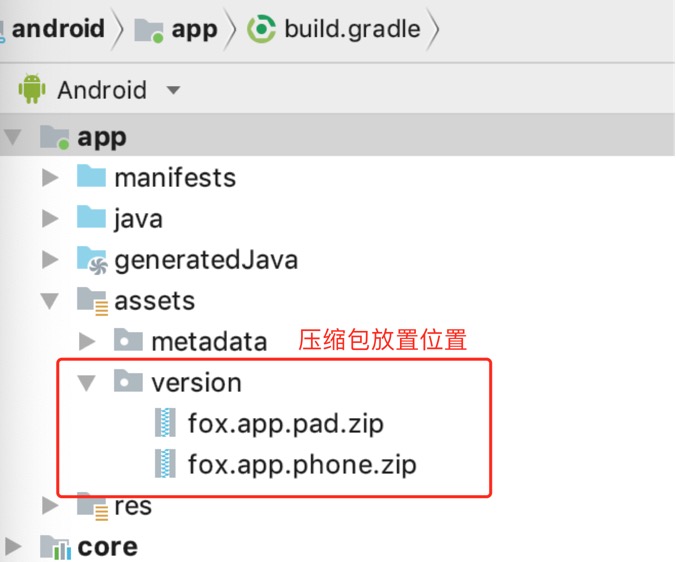 android app build.gradle
Android
app
manifests
java
generatedJava
assets
metadata 压缩包放置位置
version
fox.app.pad.zip
fox.app.phone.zip
res
core